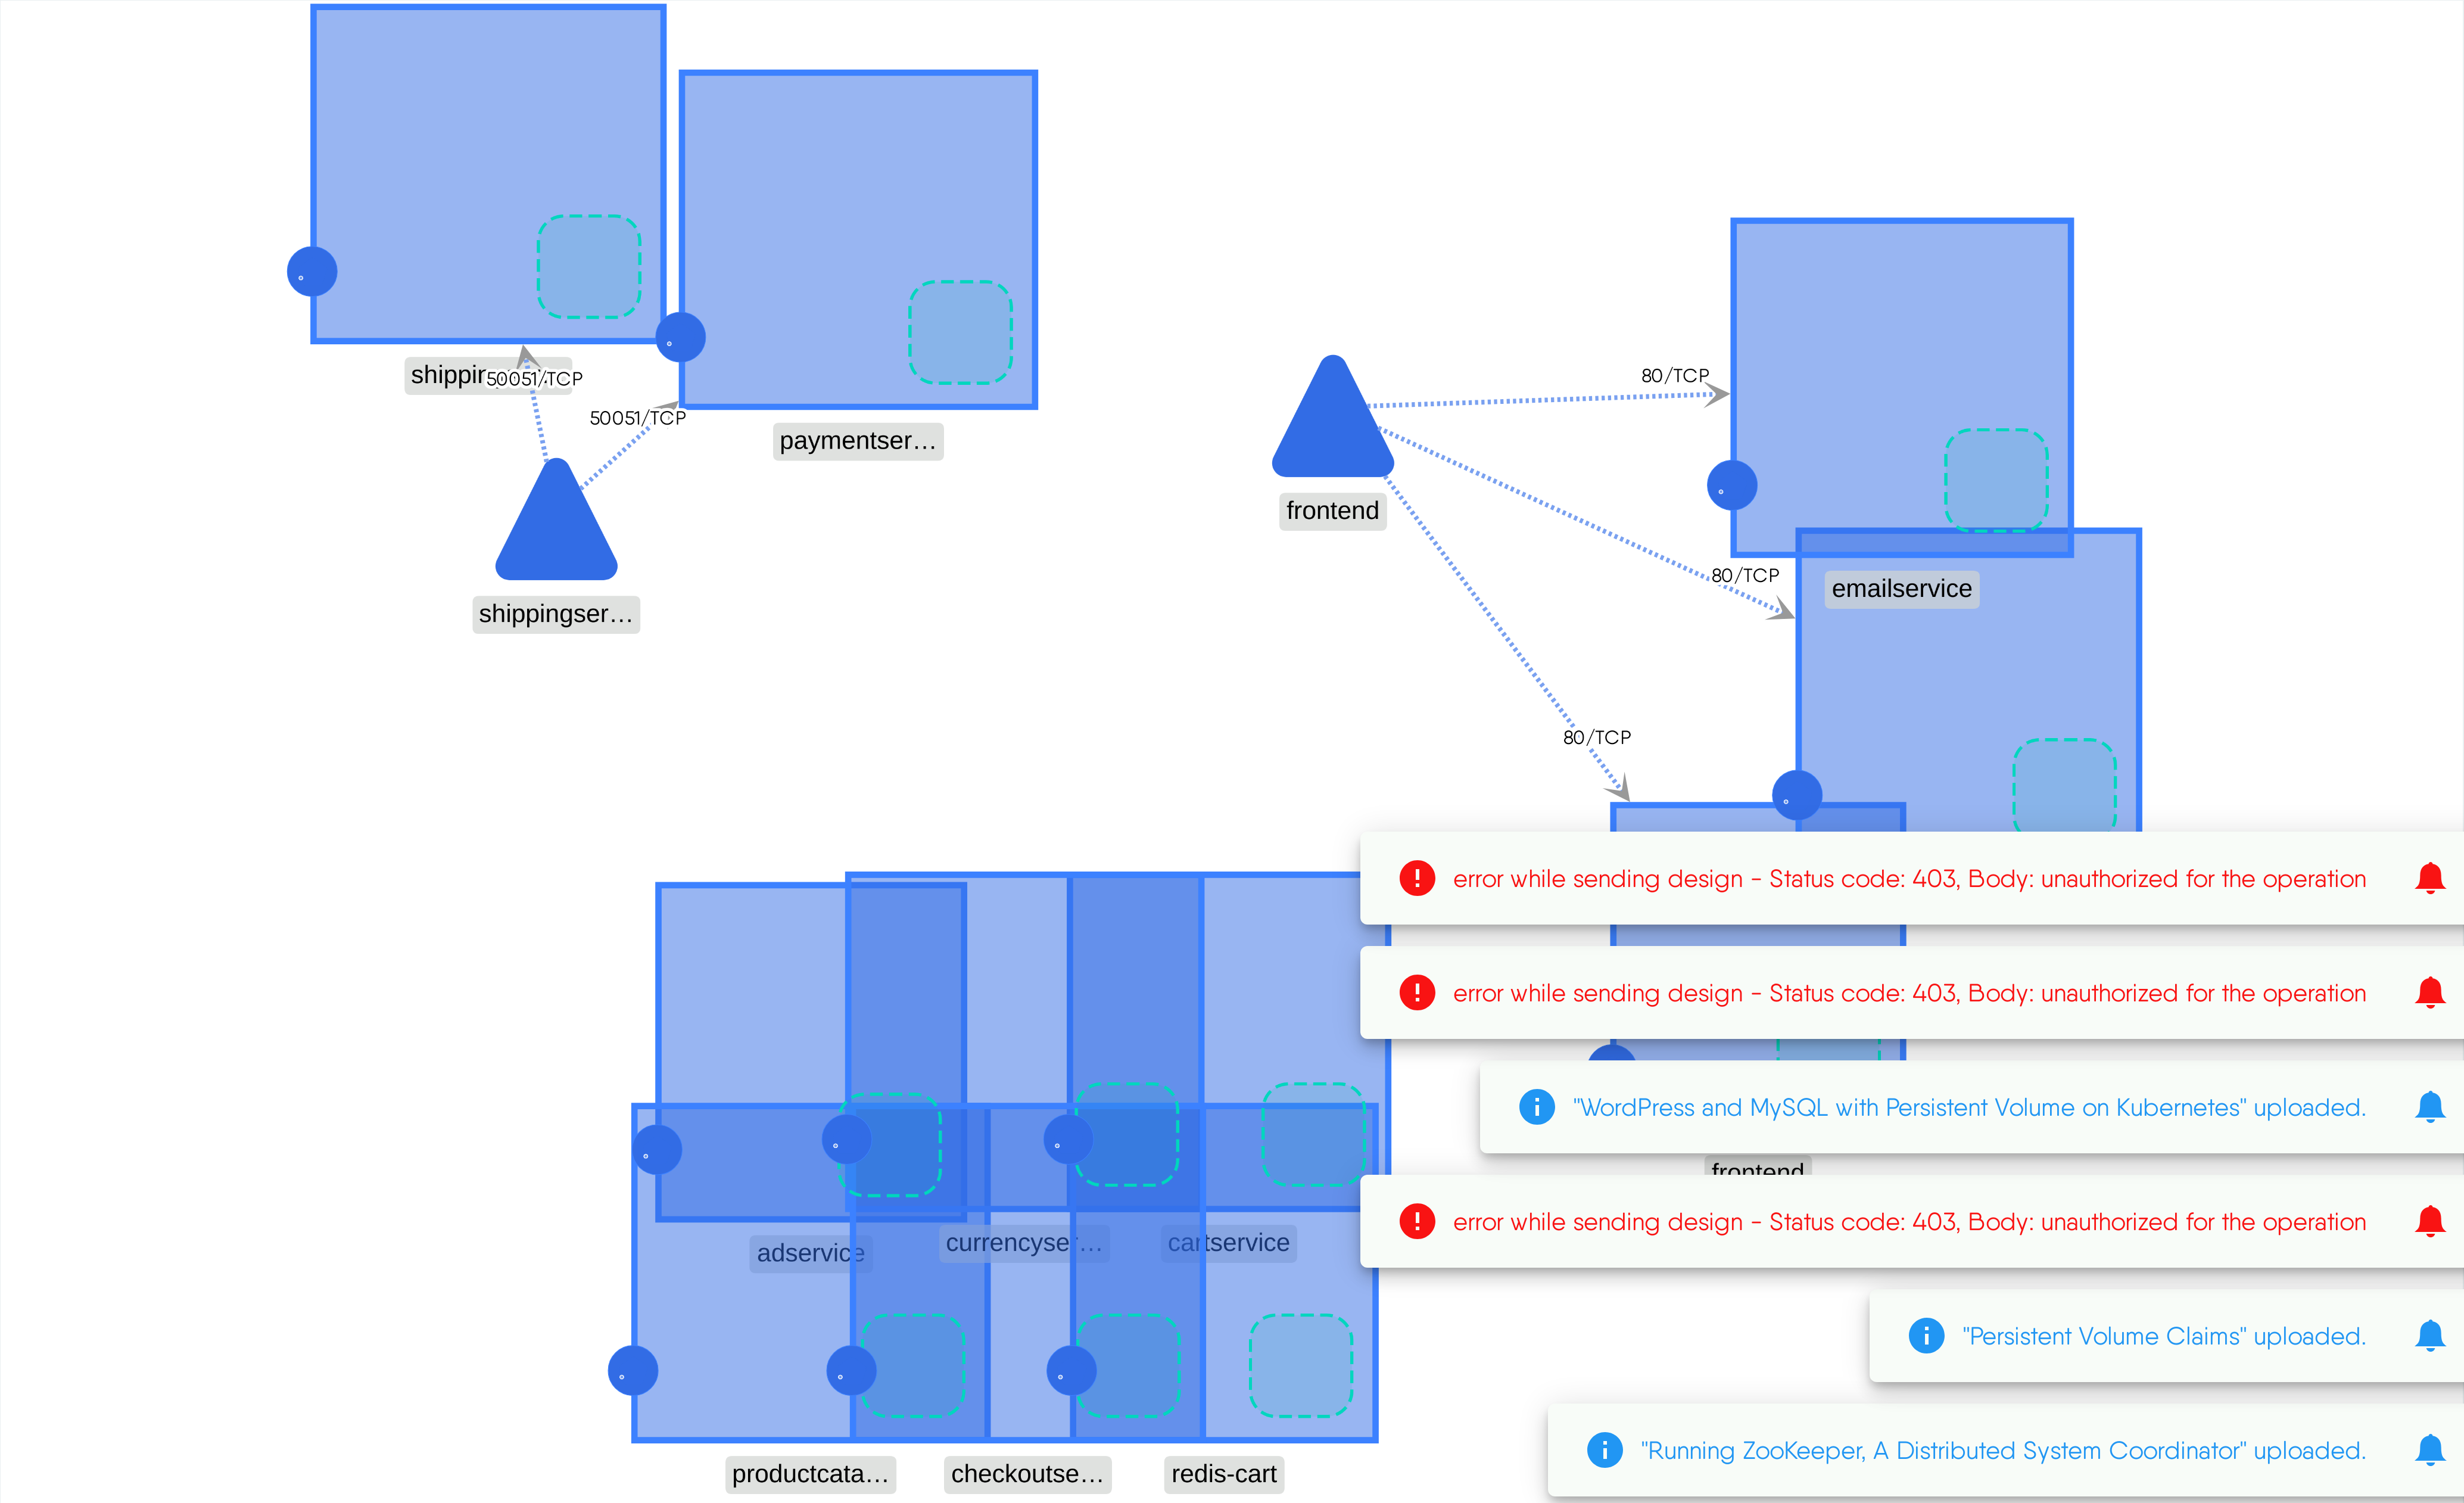 shippin
50051/TCP
50051/TCP
paymentser…
shippingser…
80/TCP
frontend
80/TCP
emailservice
80/TCP
error while sending design - Status code: 403, Body: unauthorized for the operation
error while sending design - Status code: 403, Body: unauthorized for the operation
"WordPress and MySQL with Persistent Volume on Kubernetes" uploaded.
frontend
error while sending design - Status code: 403, Body: unauthorized for the operation
adservice
currencyser…
cartservice
"Persistent Volume Claims" uploaded.
"Running ZooKeeper, A Distributed System Coordinator" uploaded.
productcata…
checkoutse…
redis-cart